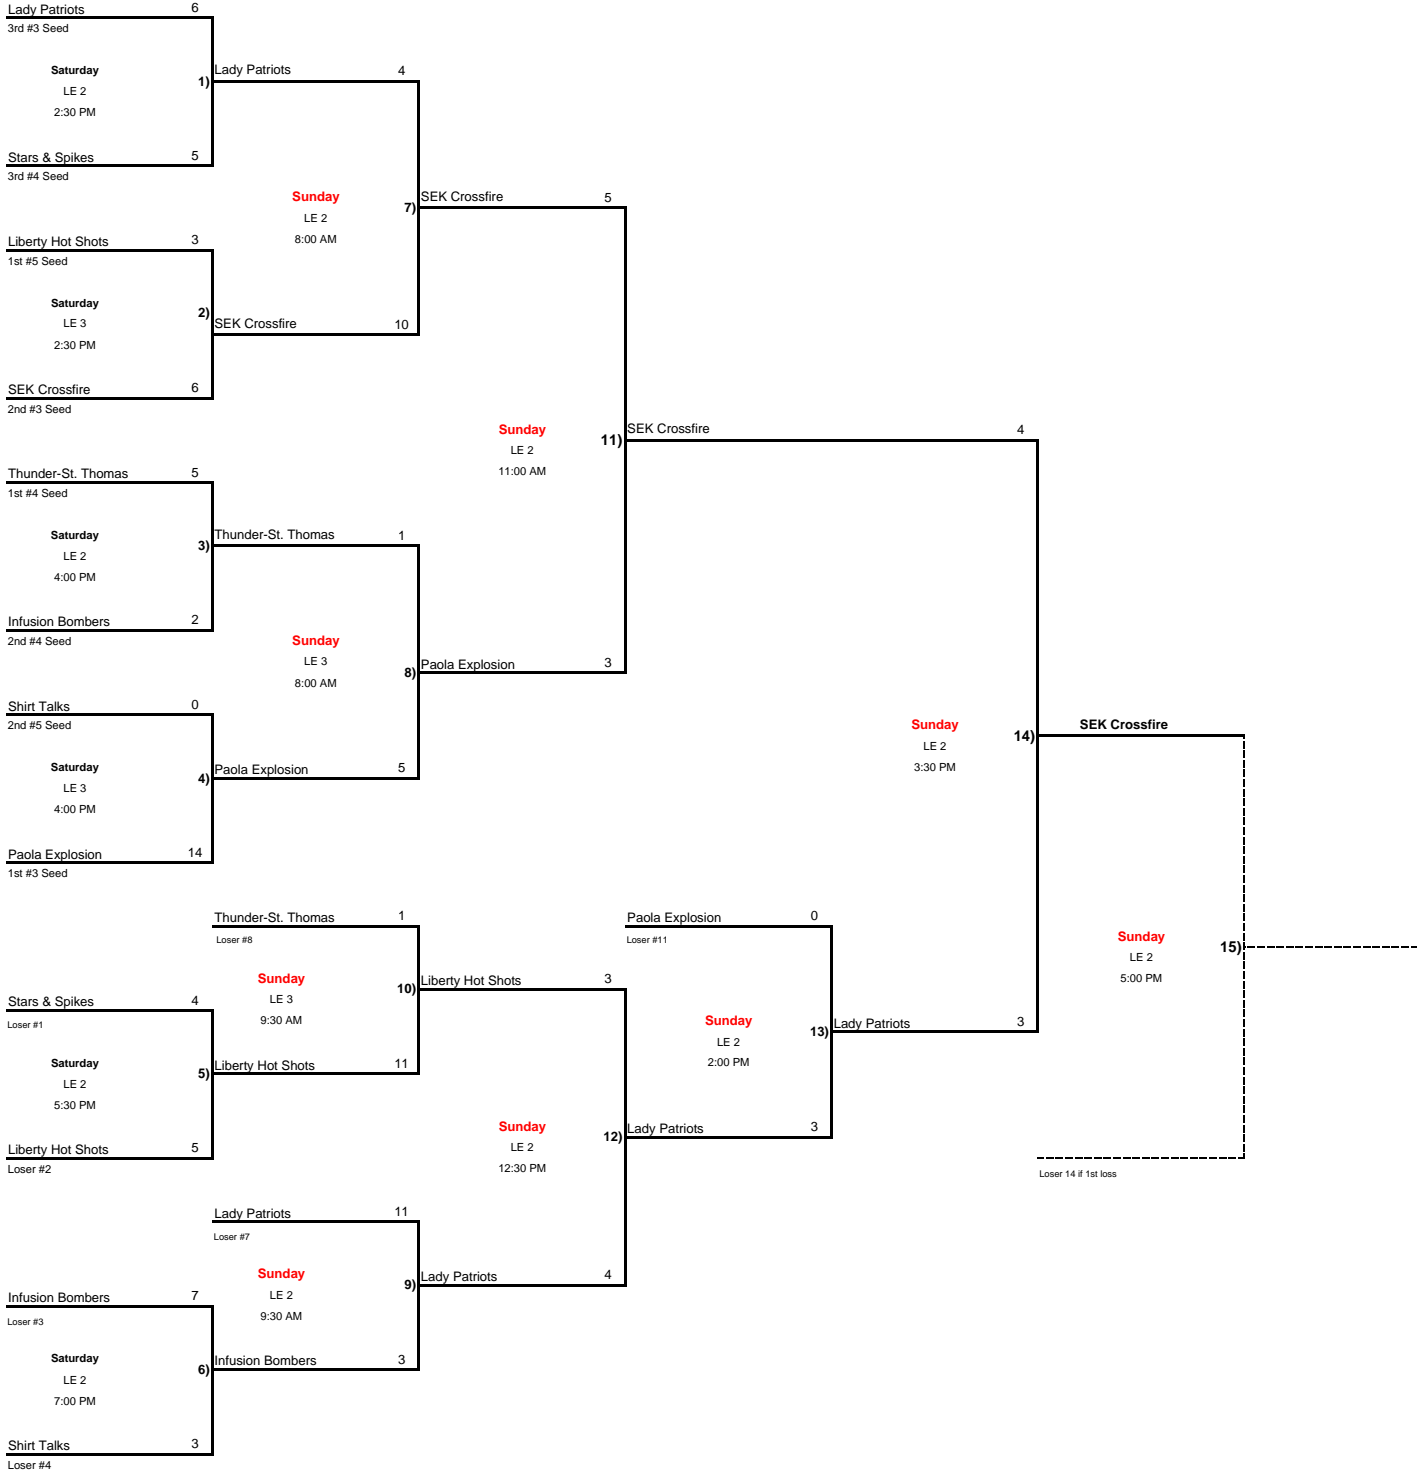 Lady Patriots 6
3rd #3 Seed
Saturday
1) Lady Patriots 4
LE 2
2:30 PM
Stars & Spikes 5
3rd #4 Seed
Sunday
7) SEK Crossfire 5
LE 2
8:00 AM
Liberty Hot Shots 3
1st #5 Seed
Saturday
2) SEK Crossfire 10
LE 3
2:30 PM
SEK Crossfire 6
2nd #3 Seed
Sunday
11) SEK Crossfire 4
LE 2
11:00 AM
Thunder-St. Thomas 5
1st #4 Seed
Saturday
3) Thunder-St. Thomas 1
LE 2
4:00 PM
Infusion Bombers 2
2nd #4 Seed
Sunday
LE 3
8) Paola Explosion 3
8:00 AM
Shirt Talks 0
2nd #5 Seed
Saturday
4) Paola Explosion 5
LE 3
4:00 PM
Paola Explosion 14
1st #3 Seed
Sunday
14) SEK Crossfire
LE 2
3:30 PM
Thunder-St. Thomas 1
Loser #8
Paola Explosion 0
Loser #11
Sunday
15)
LE 2
5:00 PM
Sunday
10) Liberty Hot Shots 3
LE 3
9:30 AM
Stars & Spikes 4
Loser #1
Sunday
13) Lady Patriots 3
LE 2
2:00 PM
Saturday
5) Liberty Hot Shots 11
LE 2
5:30 PM
Sunday
12) Lady Patriots 3
LE 2
12:30 PM
Liberty Hot Shots 5
Loser #2
Loser 14 if 1st loss
Lady Patriots 11
Loser #7
Sunday
9) Lady Patriots 4
LE 2
9:30 AM
Infusion Bombers 7
Loser #3
Saturday
6) Infusion Bombers 3
LE 2
7:00 PM
Shirt Talks 3
Loser #4